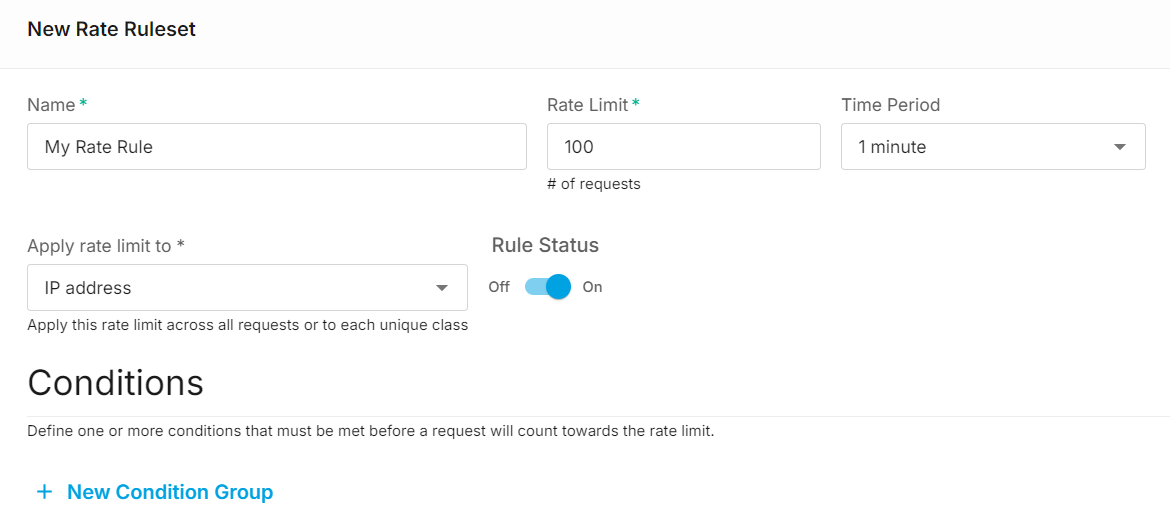 New Rate Ruleset
Name *
Rate Limit *
Time Period
My Rate Rule
100
1 minute
# of requests
Apply rate limit to *
Rule Status
IP address
Off
On
Apply this rate limit across all requests or to each unique class
Conditions
Define one or more conditions that must be met before a request will count towards the rate limit.
+ New Condition Group